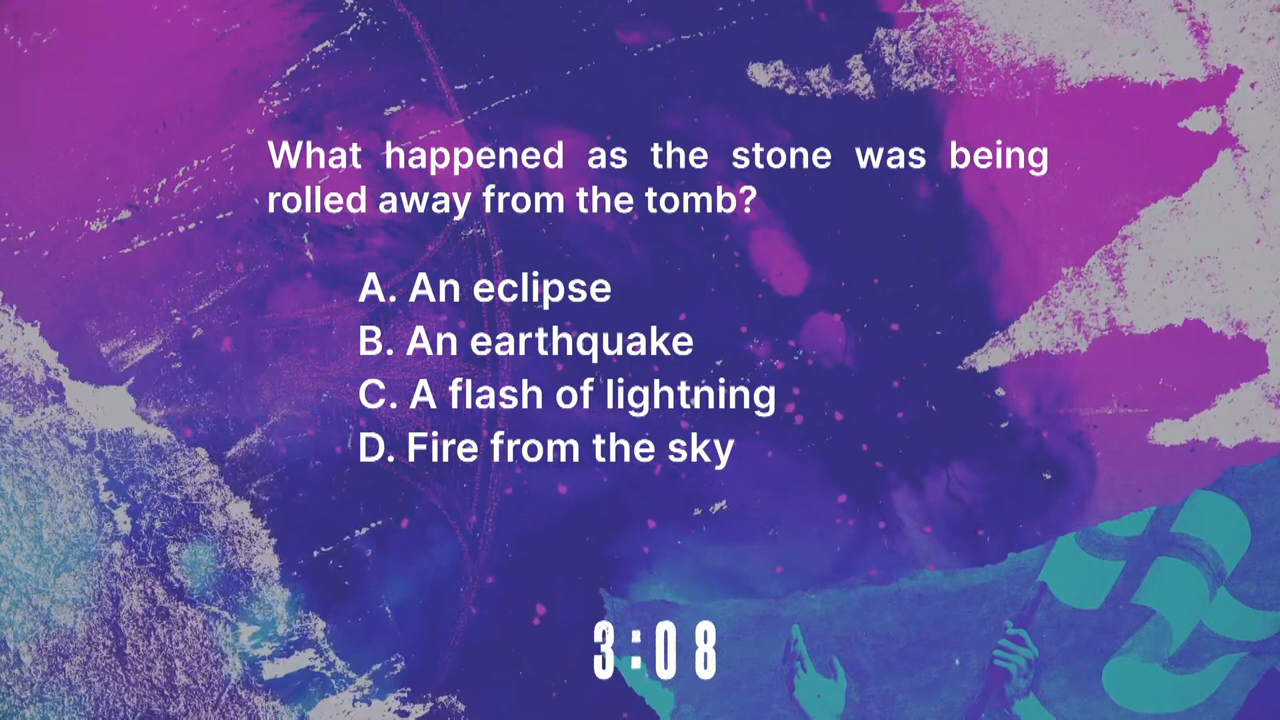 What happened as the stone was being
rolled away from the tomb?
A. An eclipse
B. An earthquake
C. A flash of lightning
D. Fire from the sky
3:08